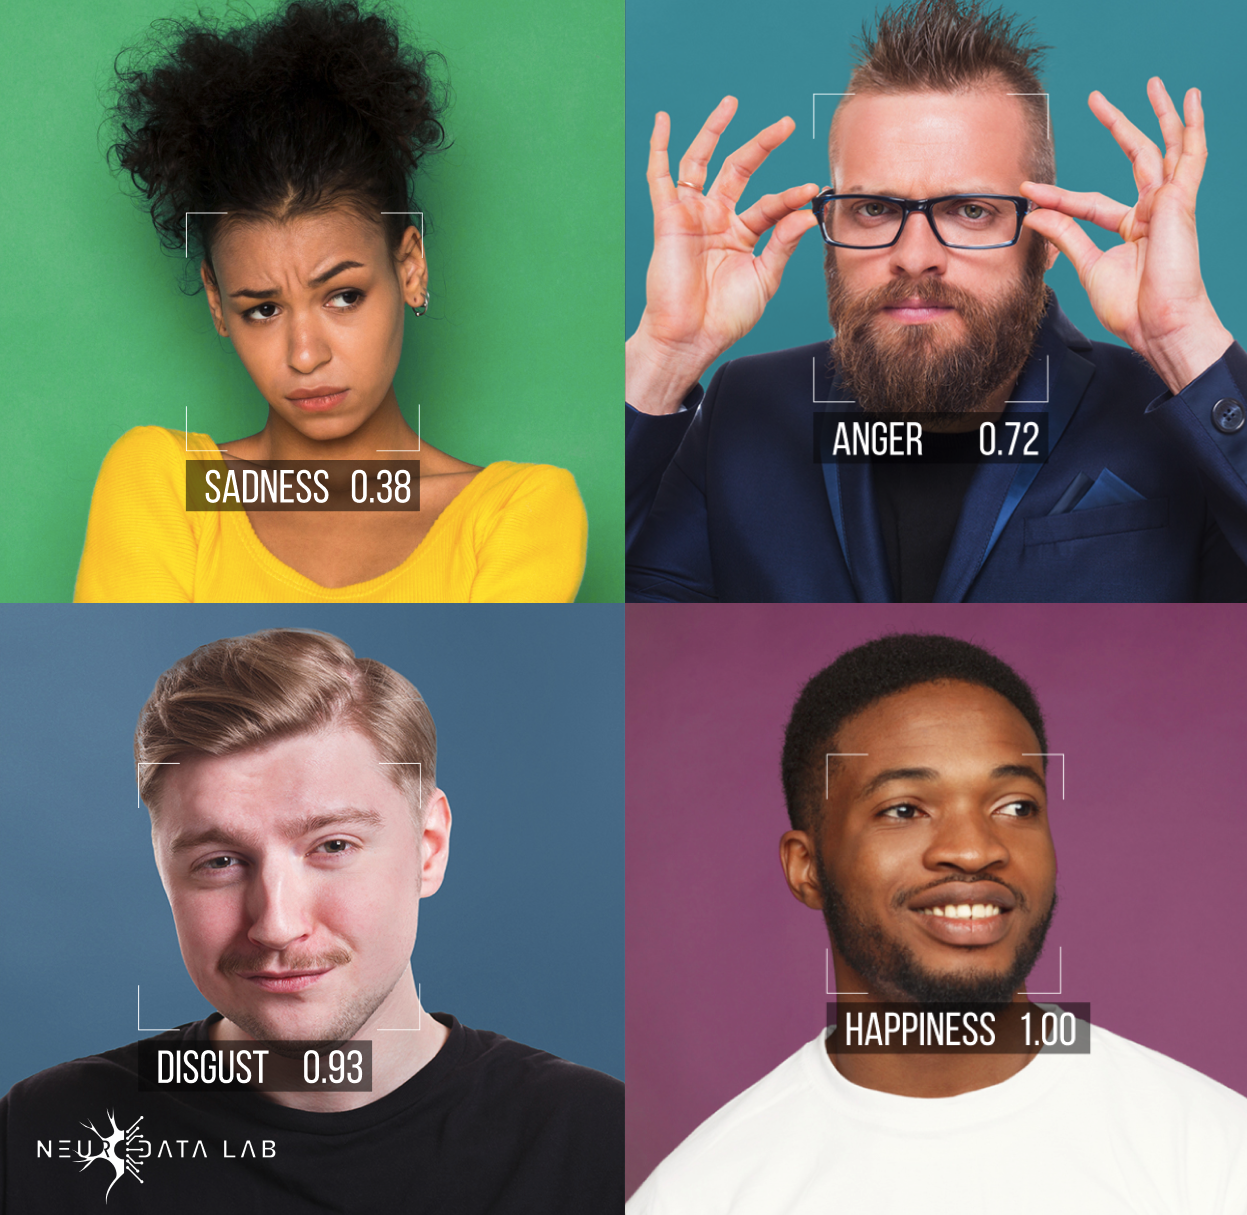 SADNESS 0.38
ANGER 0.72
DISGUST 0.93
HAPPINESS 1.00
NEURODATA LAB